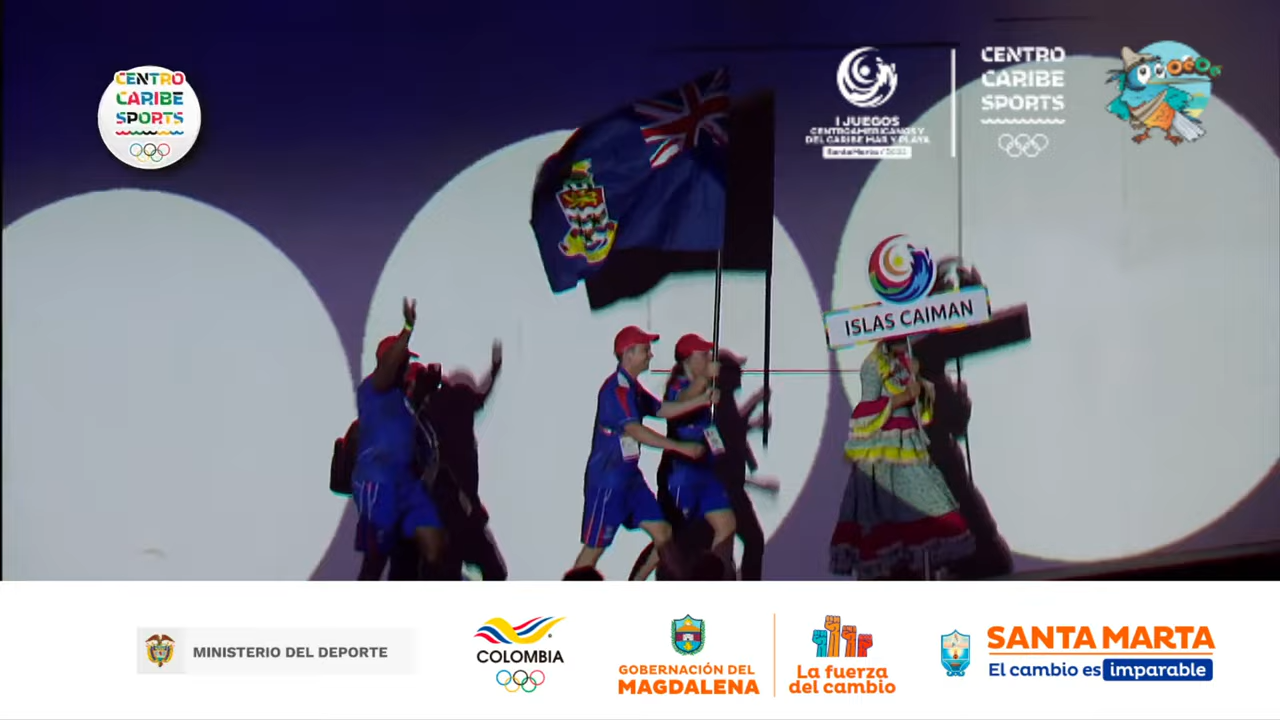 CENTRO
CARIBE
SPORTS
I JUEGOS
CENTROAMERICANOS Y
DEL CARIBE MAR Y PLAYA
CENTRO
CARIBE
SPORTS
ISLAS CAIMAN
MINISTERIO DEL DEPORTE
COLOMBIA
GOBERNACIÓN DEL
MAGDALENA
La fuerza
del cambio
SANTA MARTA
El cambio es imparable